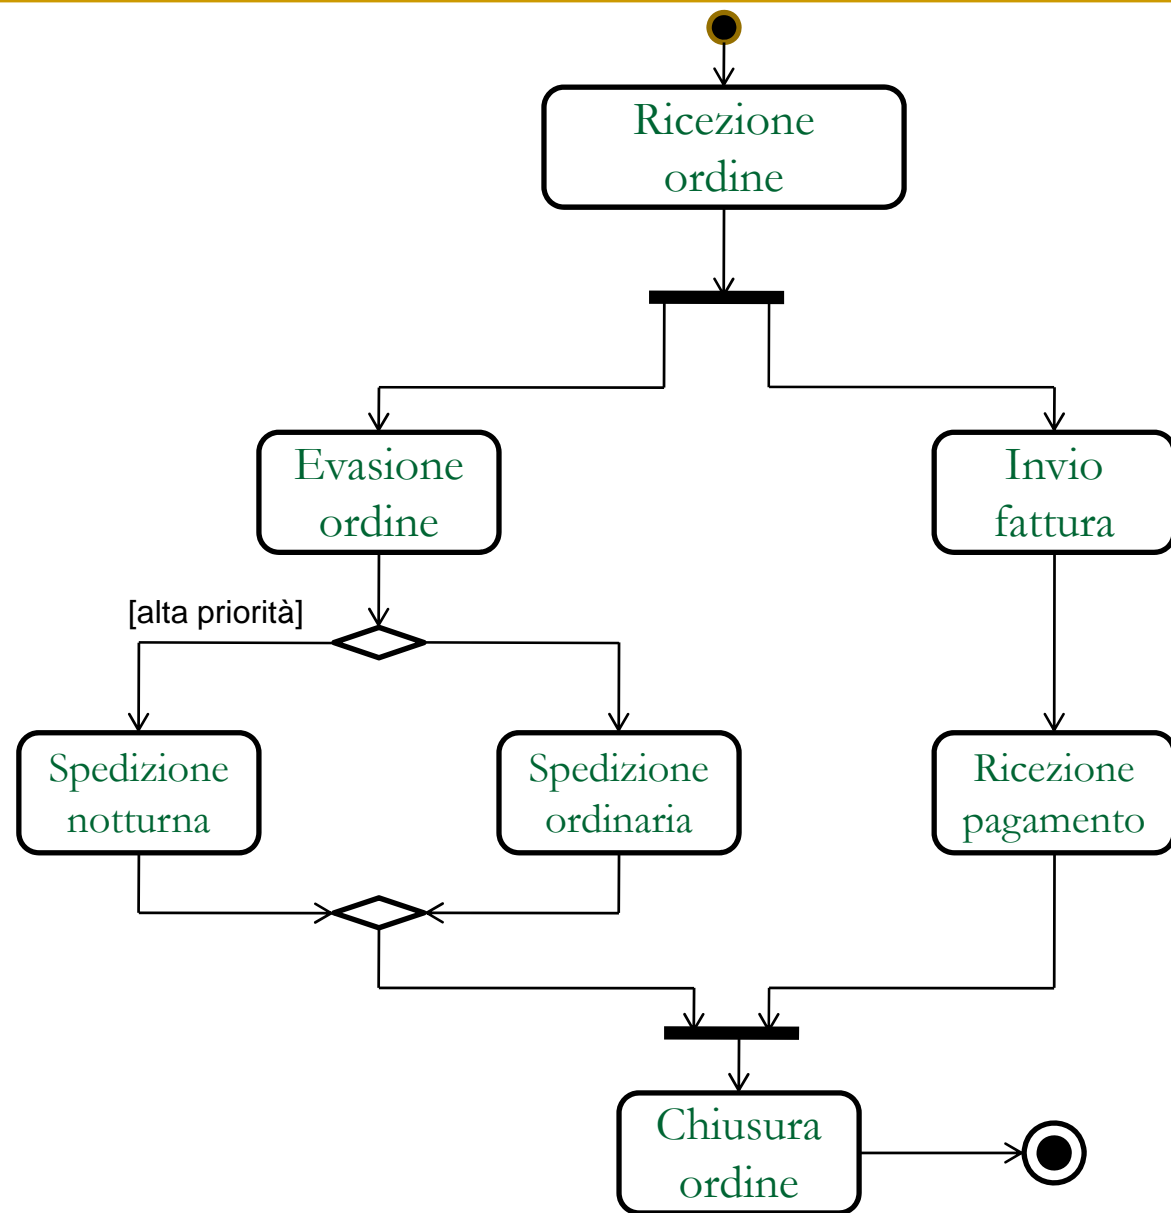 Ricezione
ordine
Evasione
ordine
Invio
fattura
[alta priorità]
Spedizione
notturna
Spedizione
ordinaria
Ricezione
pagamento
Chiusura
ordine